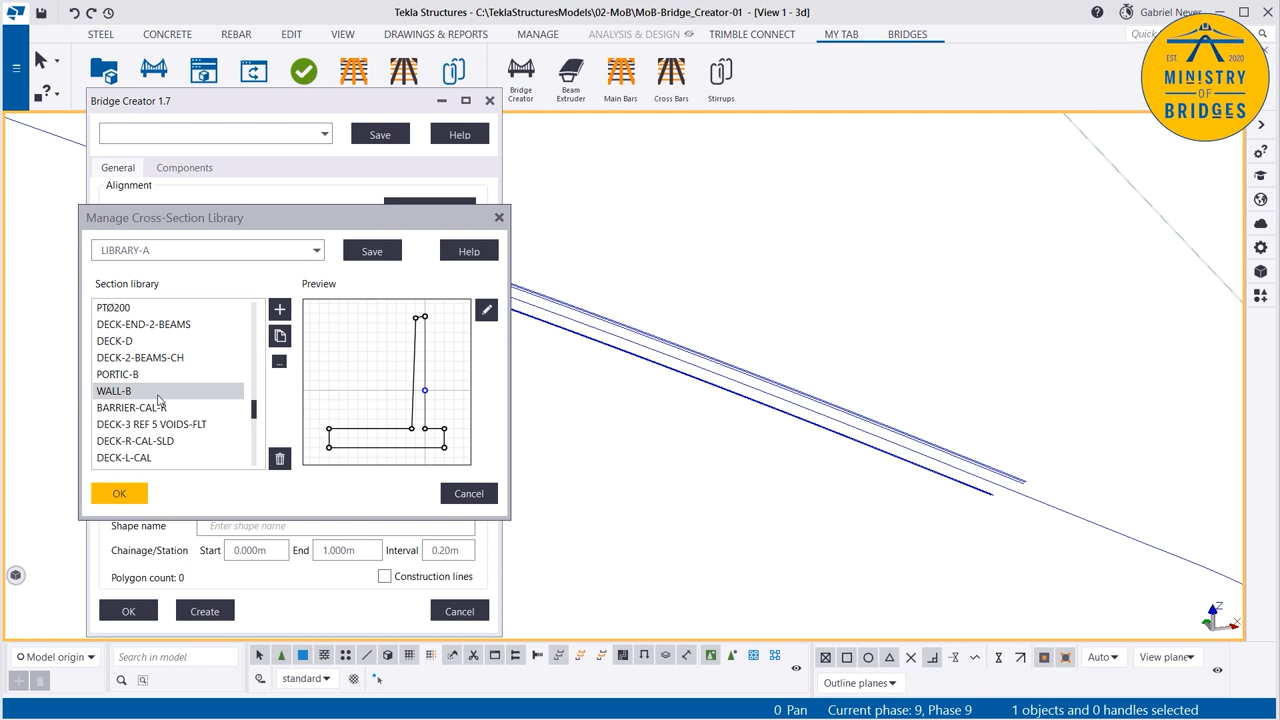 Tekla Structures - C:\TeklaStructuresModels\02-MoB\MoB-Bridge_Creator-01 - [View 1 - 3d]
Gabriel Neves
STEEL
CONCRETE
REBAR
EDIT
VIEW
DRAWINGS & REPORTS
MANAGE
ANALYSIS & DESIGN
TRIMBLE CONNECT
MY TAB
BRIDGES
Quick
Bridge Creator
Beam Extruder
Main Bars
Cross Bars
Stirrups
EST. 2020
MINISTRY
OF
BRIDGES
Bridge Creator 1.7
Save
Help
General
Components
Alignment
Manage Cross-Section Library
LIBRARY-A
Save
Help
Section library
Preview
PTØ200
DECK-END-2-BEAMS
DECK-D
DECK-2-BEAMS-CH
PORTIC-B
WALL-B
BARRIER-CAL-R
DECK-3 REF 5 VOIDS-FLT
DECK-R-CAL-SLD
DECK-L-CAL
OK
Cancel
Shape name
Enter shape name
Chainage/Station
Start
0.000m
End
1.000m
Interval
0.20m
Polygon count: 0
Construction lines
OK
Create
Cancel
Z
X
Model origin
Search in model
standard
Auto
View plane
Outline planes
0 Pan
Current phase: 9, Phase 9
1 objects and 0 handles selected